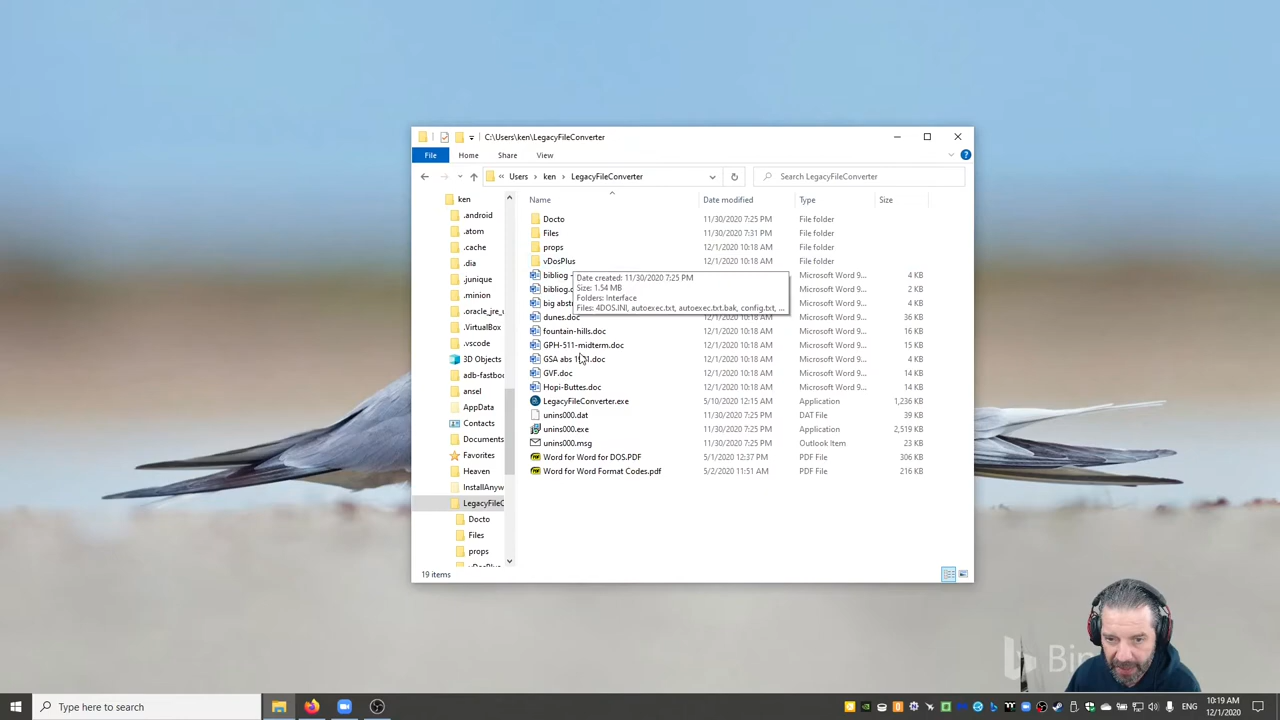 C:\Users\ken\LegacyFileConverter
File Home Share View
Users ken LegacyFileConverter Search LegacyFileConverter
Name Date modified Type Size
ken
.android
.atom
.cache
.dia
.junique
.minion
.oracle_jre_u
.VirtualBox
.vscode
3D Objects
adb-fastboo
ansel
AppData
Contacts
Documents
Favorites
Heaven
InstallAnyw
LegacyFileC
Docto
Files
props
vDosPlus
Docto 11/30/2020 7:25 PM File folder
Files 11/30/2020 7:31 PM File folder
props 12/1/2020 10:18 AM File folder
vDosPlus 12/1/2020 10:18 AM File folder
bibliog Microsoft Word 9... 4 KB
bibliog. Microsoft Word 9... 2 KB
big abst Microsoft Word 9...
dunes.doc 12/1/2020 10:18 AM Microsoft Word 9... 36 KB
fountain-hills.doc 12/1/2020 10:18 AM Microsoft Word 9... 16 KB
GPH-511-midterm.doc 12/1/2020 10:18 AM Microsoft Word 9... 15 KB
GSA abs .doc 12/1/2020 10:18 AM Microsoft Word 9... 4 KB
GVF.doc 12/1/2020 10:18 AM Microsoft Word 9... 14 KB
Hopi-Buttes.doc 12/1/2020 10:18 AM Microsoft Word 9... 14 KB
LegacyFileConverter.exe 5/10/2020 12:15 AM Application 1,236 KB
unins000.dat 11/30/2020 7:25 PM DAT File 39 KB
unins000.exe 11/30/2020 7:25 PM Application 2,519 KB
unins000.msg 11/30/2020 7:25 PM Outlook Item 23 KB
Word for Word for DOS.PDF 5/1/2020 12:37 PM PDF File 306 KB
Word for Word Format Codes.pdf 5/2/2020 11:51 AM PDF File 216 KB
Date created: 11/30/2020 7:25 PM
Size: 1.54 MB
Folders: Interface
Files: 4DOS.INI, autoexec.txt, autoexec.txt.bak, config.txt, ...
19 items
Bin
Type here to search
10:19 AM
12/1/2020